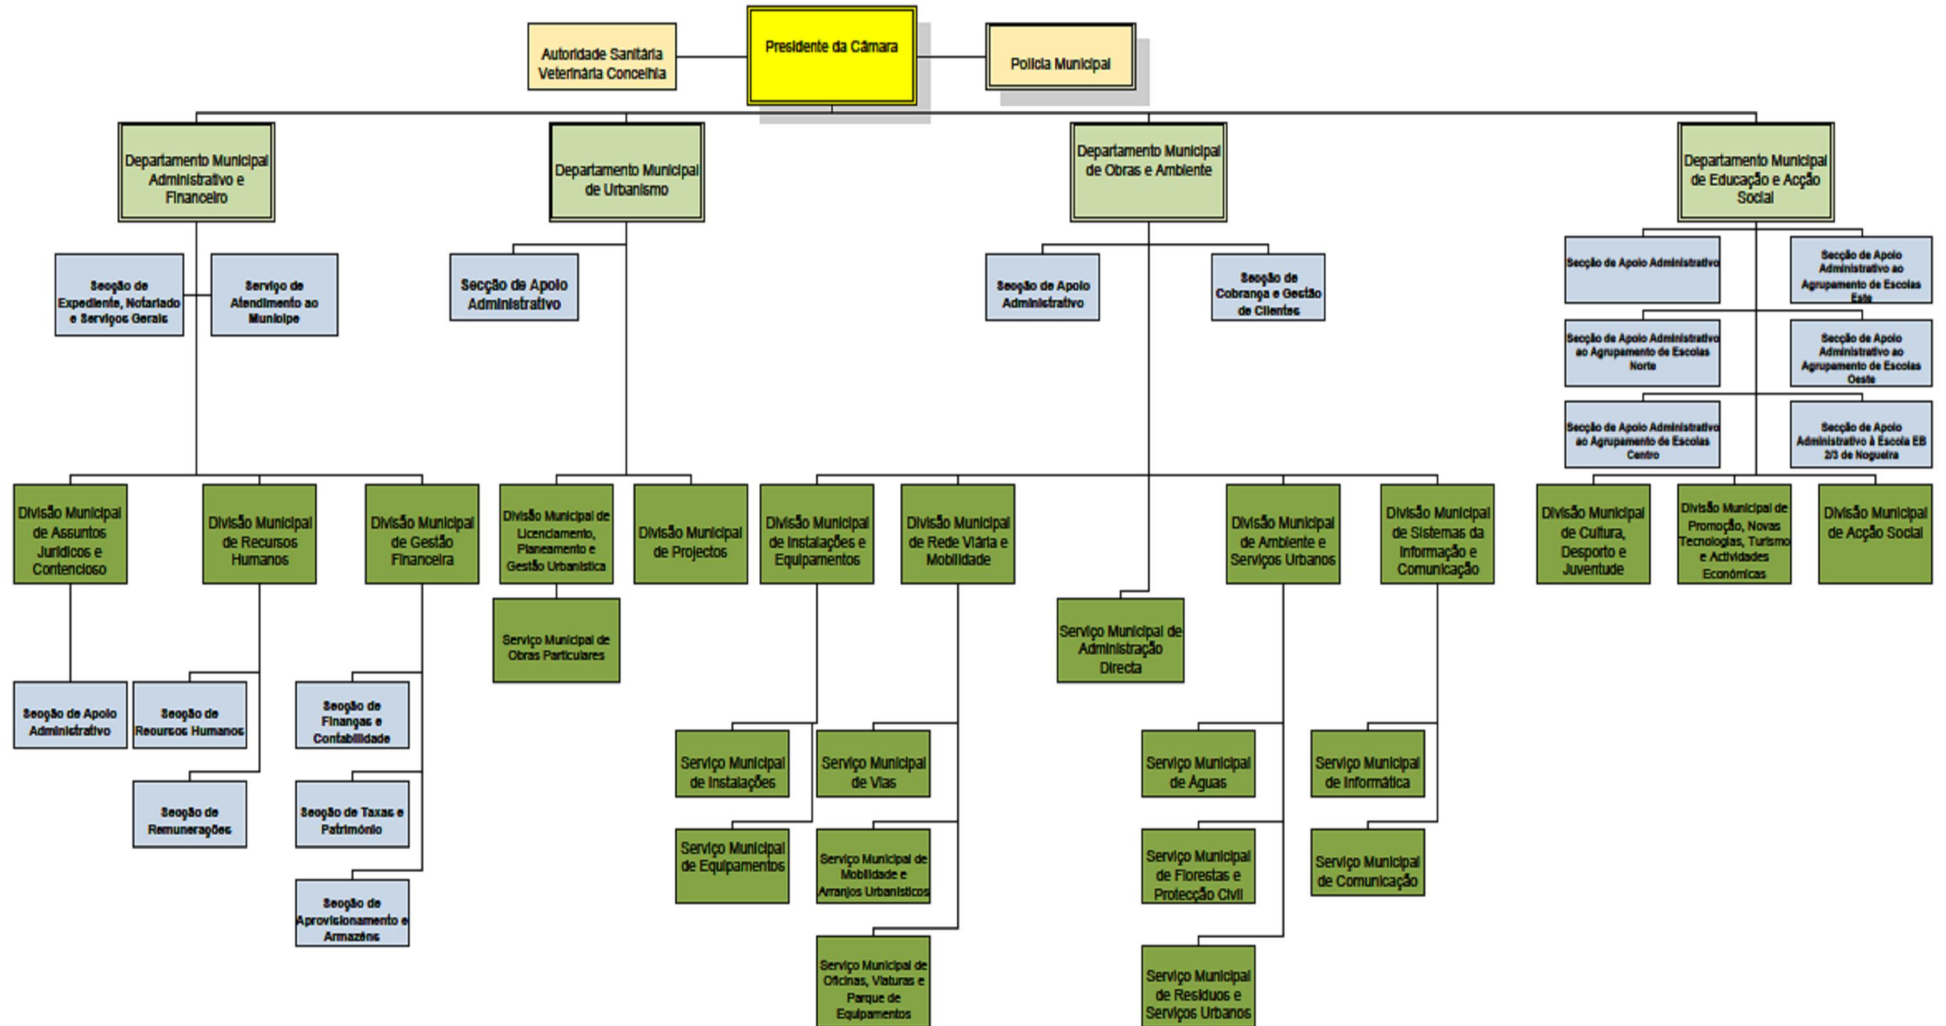 Autoridade Sanitária
Veterinária Concelhia
Presidente da Câmara
Polícia Municipal
Departamento Municipal
Administrativo e
Financeiro
Departamento Municipal
de Urbanismo
Departamento Municipal
de Obras e Ambiente
Departamento Municipal
de Educação e Acção
Social
Secção de
Expediente, Notariado
e Serviços Gerais
Serviço de
Atendimento ao
Munícipe
Secção de Apoio
Administrativo
Secção de Apoio
Administrativo
Secção de
Cobrança e Gestão
de Clientes
Secção de Apoio Administrativo
Secção de Apoio
Administrativo ao
Agrupamento de Escolas
Este
Secção de Apoio Administrativo
ao Agrupamento de Escolas
Norte
Secção de Apoio
Administrativo ao
Agrupamento de Escolas
Oeste
Secção de Apoio Administrativo
ao Agrupamento de Escolas
Centro
Secção de Apoio
Administrativo à Escola EB
2/3 de Nogueira
Divisão Municipal
de Assuntos
Jurídicos e
Contencioso
Divisão Municipal
de Recursos
Humanos
Divisão Municipal
de Gestão
Financeira
Divisão Municipal de
Licenciamento,
Planeamento e
Gestão Urbanística
Divisão Municipal
de Projectos
Divisão Municipal
de Instalações e
Equipamentos
Divisão Municipal
de Rede Viária e
Mobilidade
Divisão Municipal
de Ambiente e
Serviços Urbanos
Divisão Municipal
de Sistemas da
Informação e
Comunicação
Divisão Municipal
de Cultura,
Desporto e
Juventude
Divisão Municipal de
Promoção, Novas
Tecnologias, Turismo
e Actividades
Económicas
Divisão Municipal
de Acção Social
Serviço Municipal de
Obras Particulares
Serviço Municipal de
Administração
Directa
Secção de Apoio
Administrativo
Secção de
Recursos Humanos
Secção de
Finanças e
Contabilidade
Serviço Municipal
de Instalações
Serviço Municipal
de Vias
Serviço Municipal
de Águas
Serviço Municipal
de Informática
Secção de
Remunerações
Secção de Taxas e
Património
Serviço Municipal
de Equipamentos
Serviço Municipal de
Mobilidade e
Arranjos Urbanísticos
Serviço Municipal
de Florestas e
Protecção Civil
Serviço Municipal
de Comunicação
Secção de
Aprovisionamento e
Armazéns
Serviço Municipal de
Oficinas, Viaturas e
Parque de
Equipamentos
Serviço Municipal
de Resíduos e
Serviços Urbanos